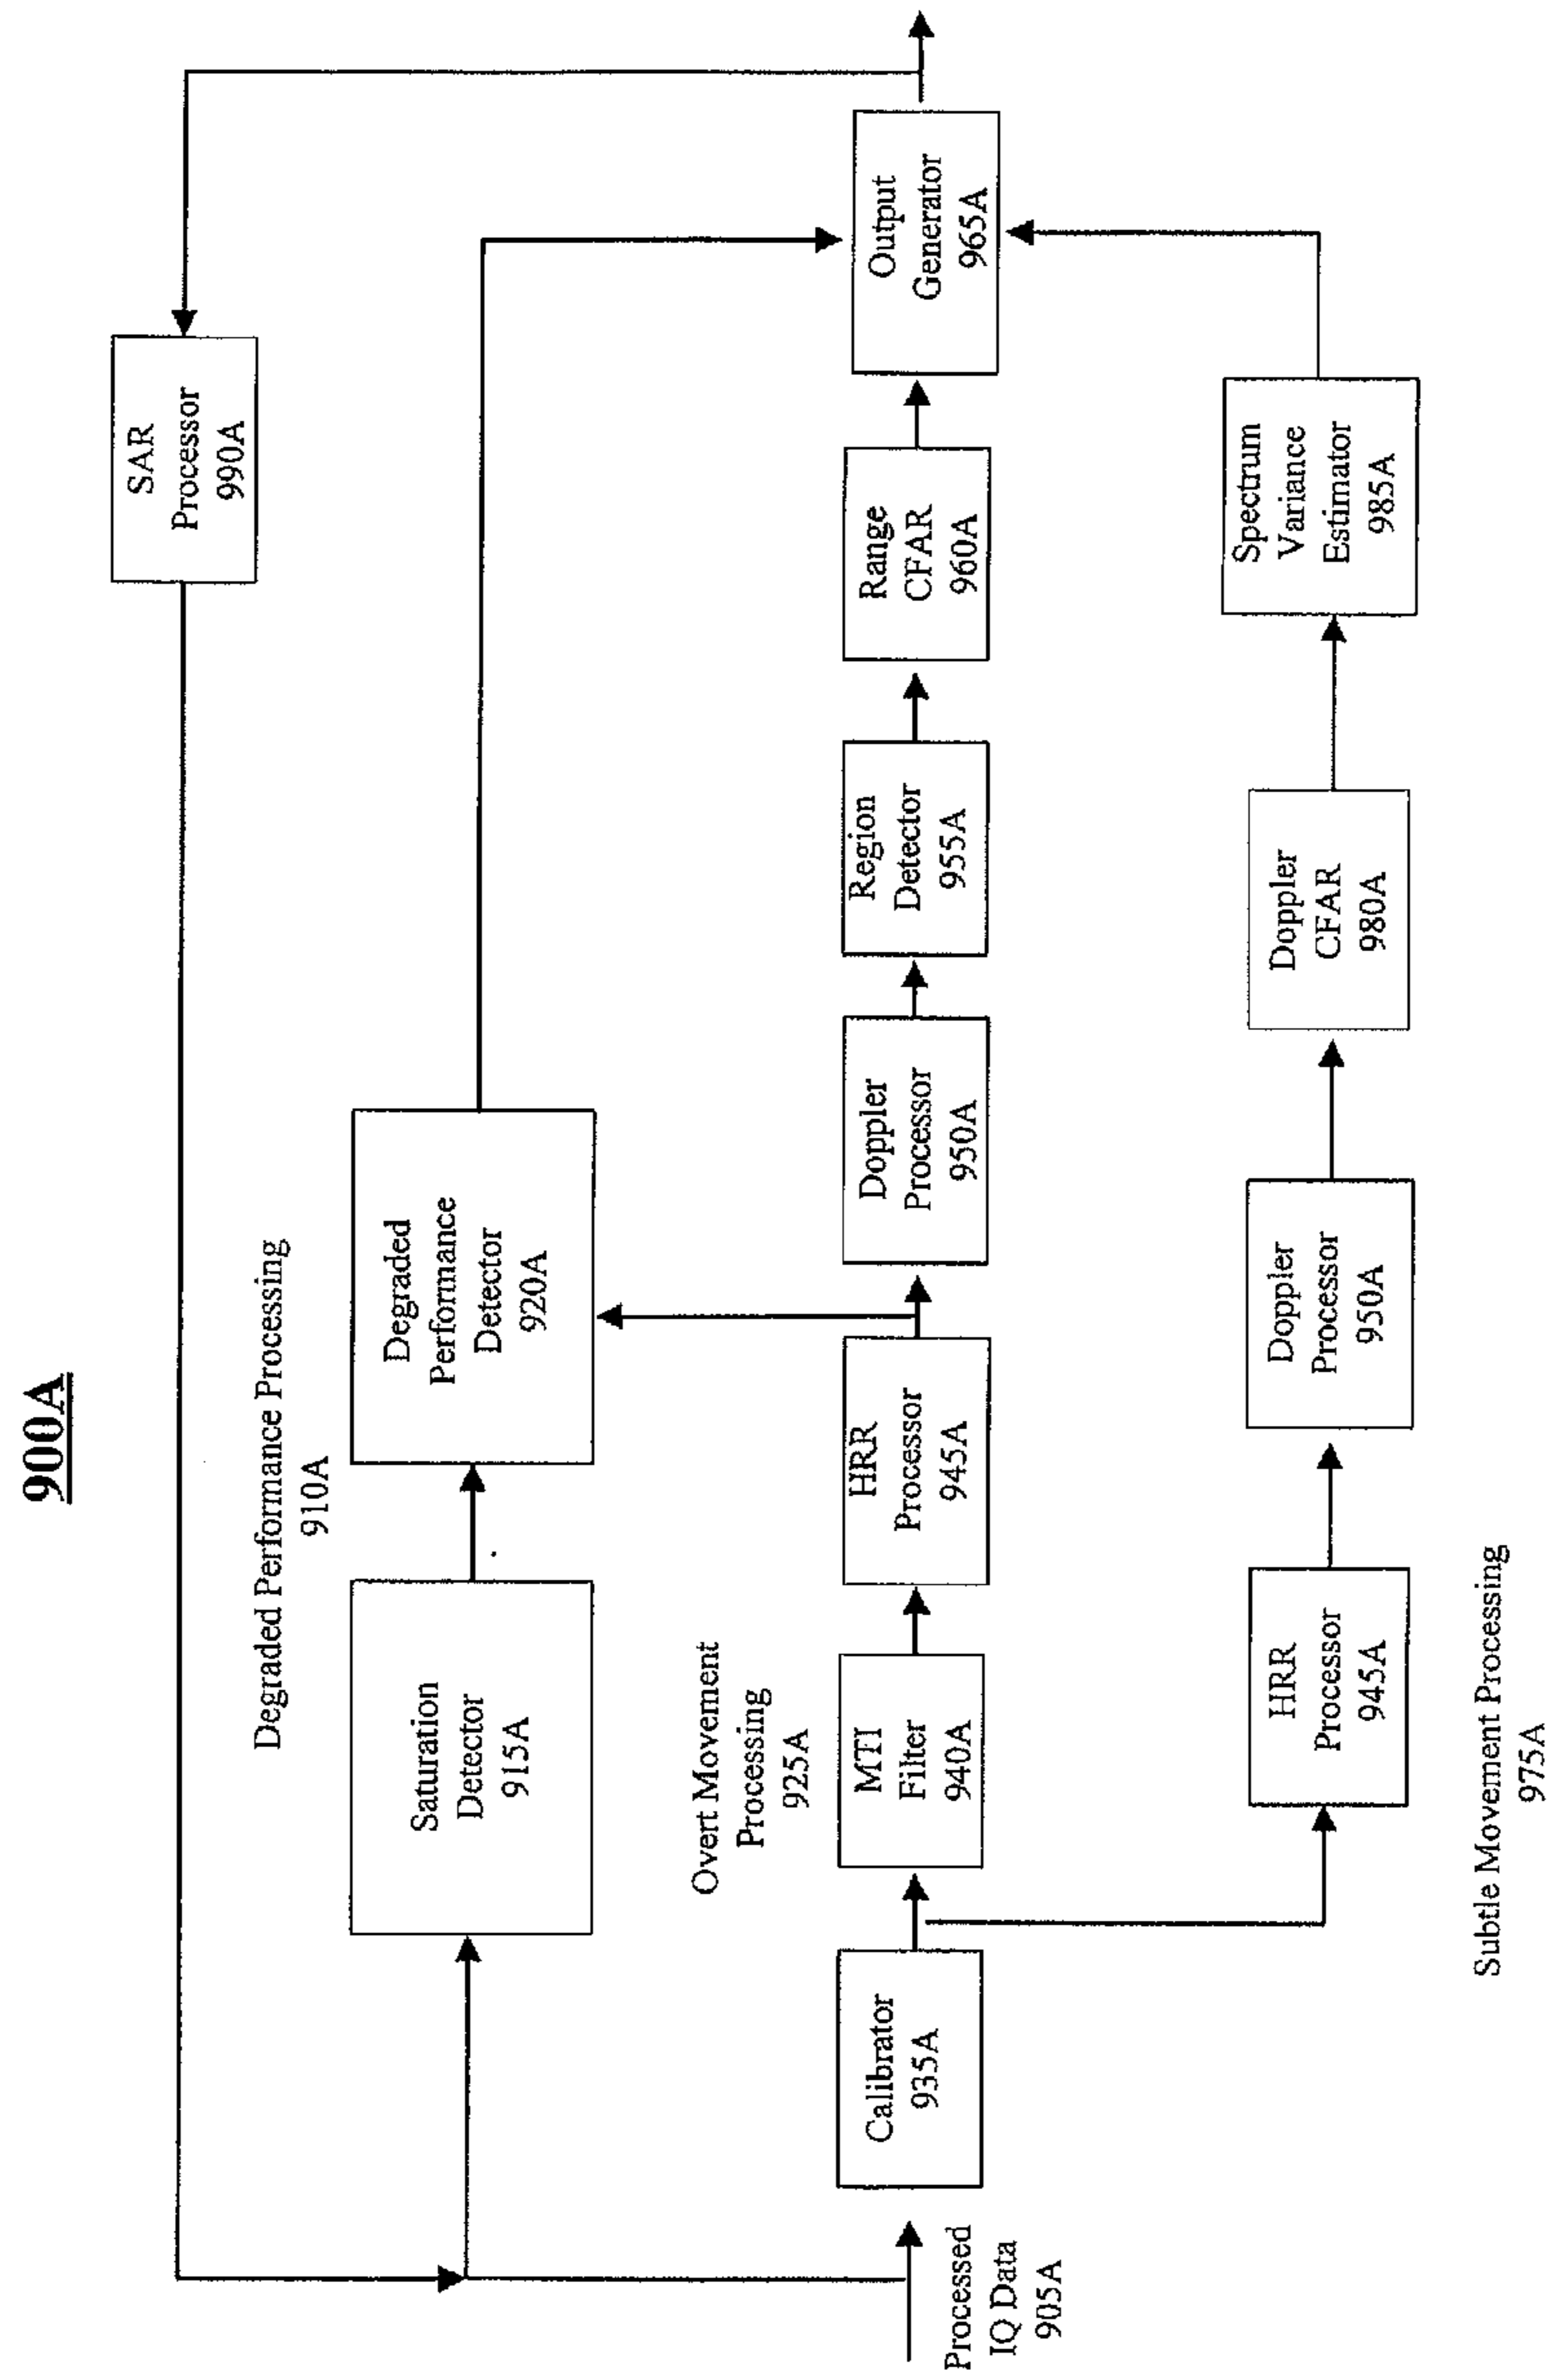 900A
SAR
Processor
990A
Degraded Performance Processing
910A
Saturation
Detector
915A
Degraded
Performance
Detector
920A
Overt Movement
Processing
925A
Processed
IQ Data
905A
Calibrator
935A
MTI
Filter
940A
HRR
Processor
945A
Doppler
Processor
950A
Region
Detector
955A
Range
CFAR
960A
Output
Generator
965A
HRR
Processor
945A
Doppler
Processor
950A
Doppler
CFAR
980A
Spectrum
Variance
Estimator
985A
Subtle Movement Processing
975A